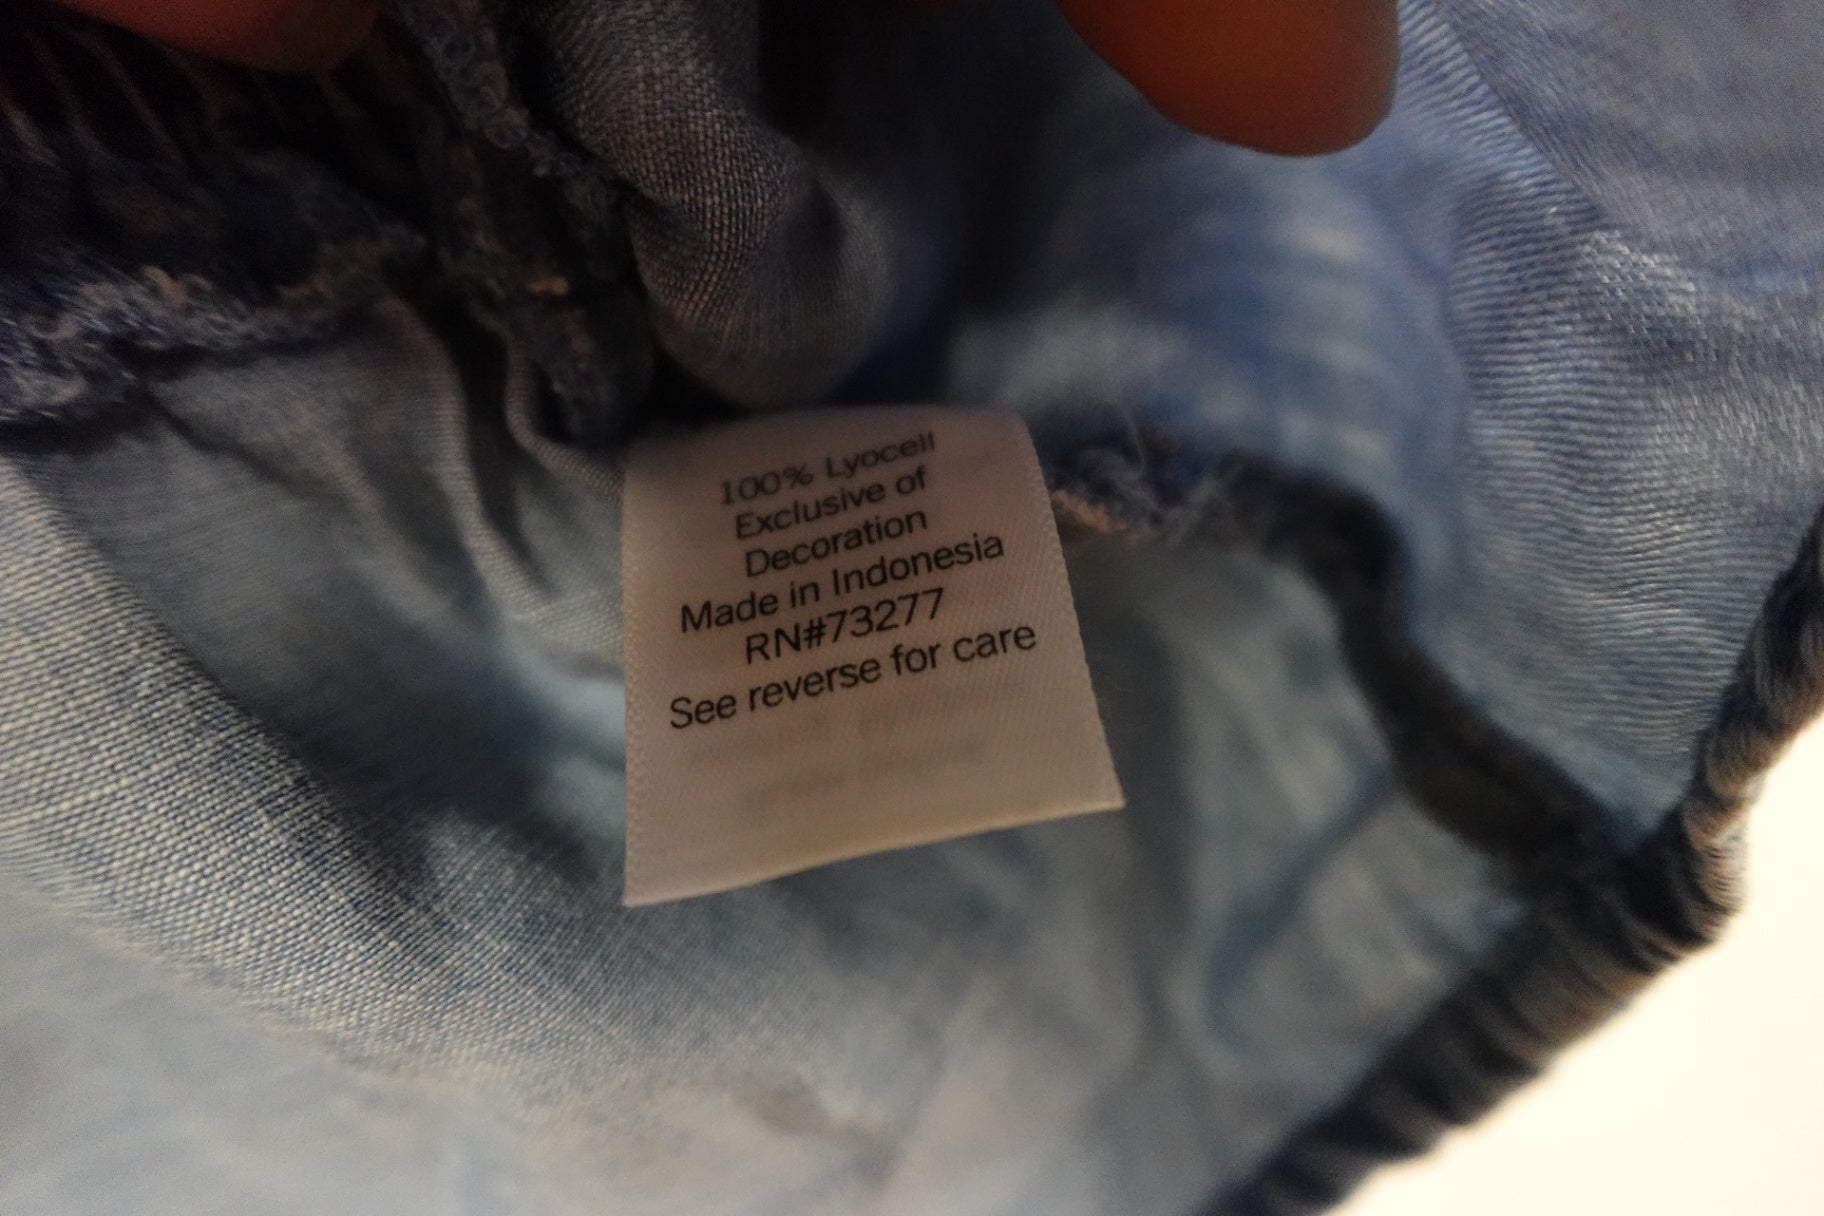 100% Lyocell
Exclusive of
Decoration
Made in Indonesia
RN#73277
See reverse for care